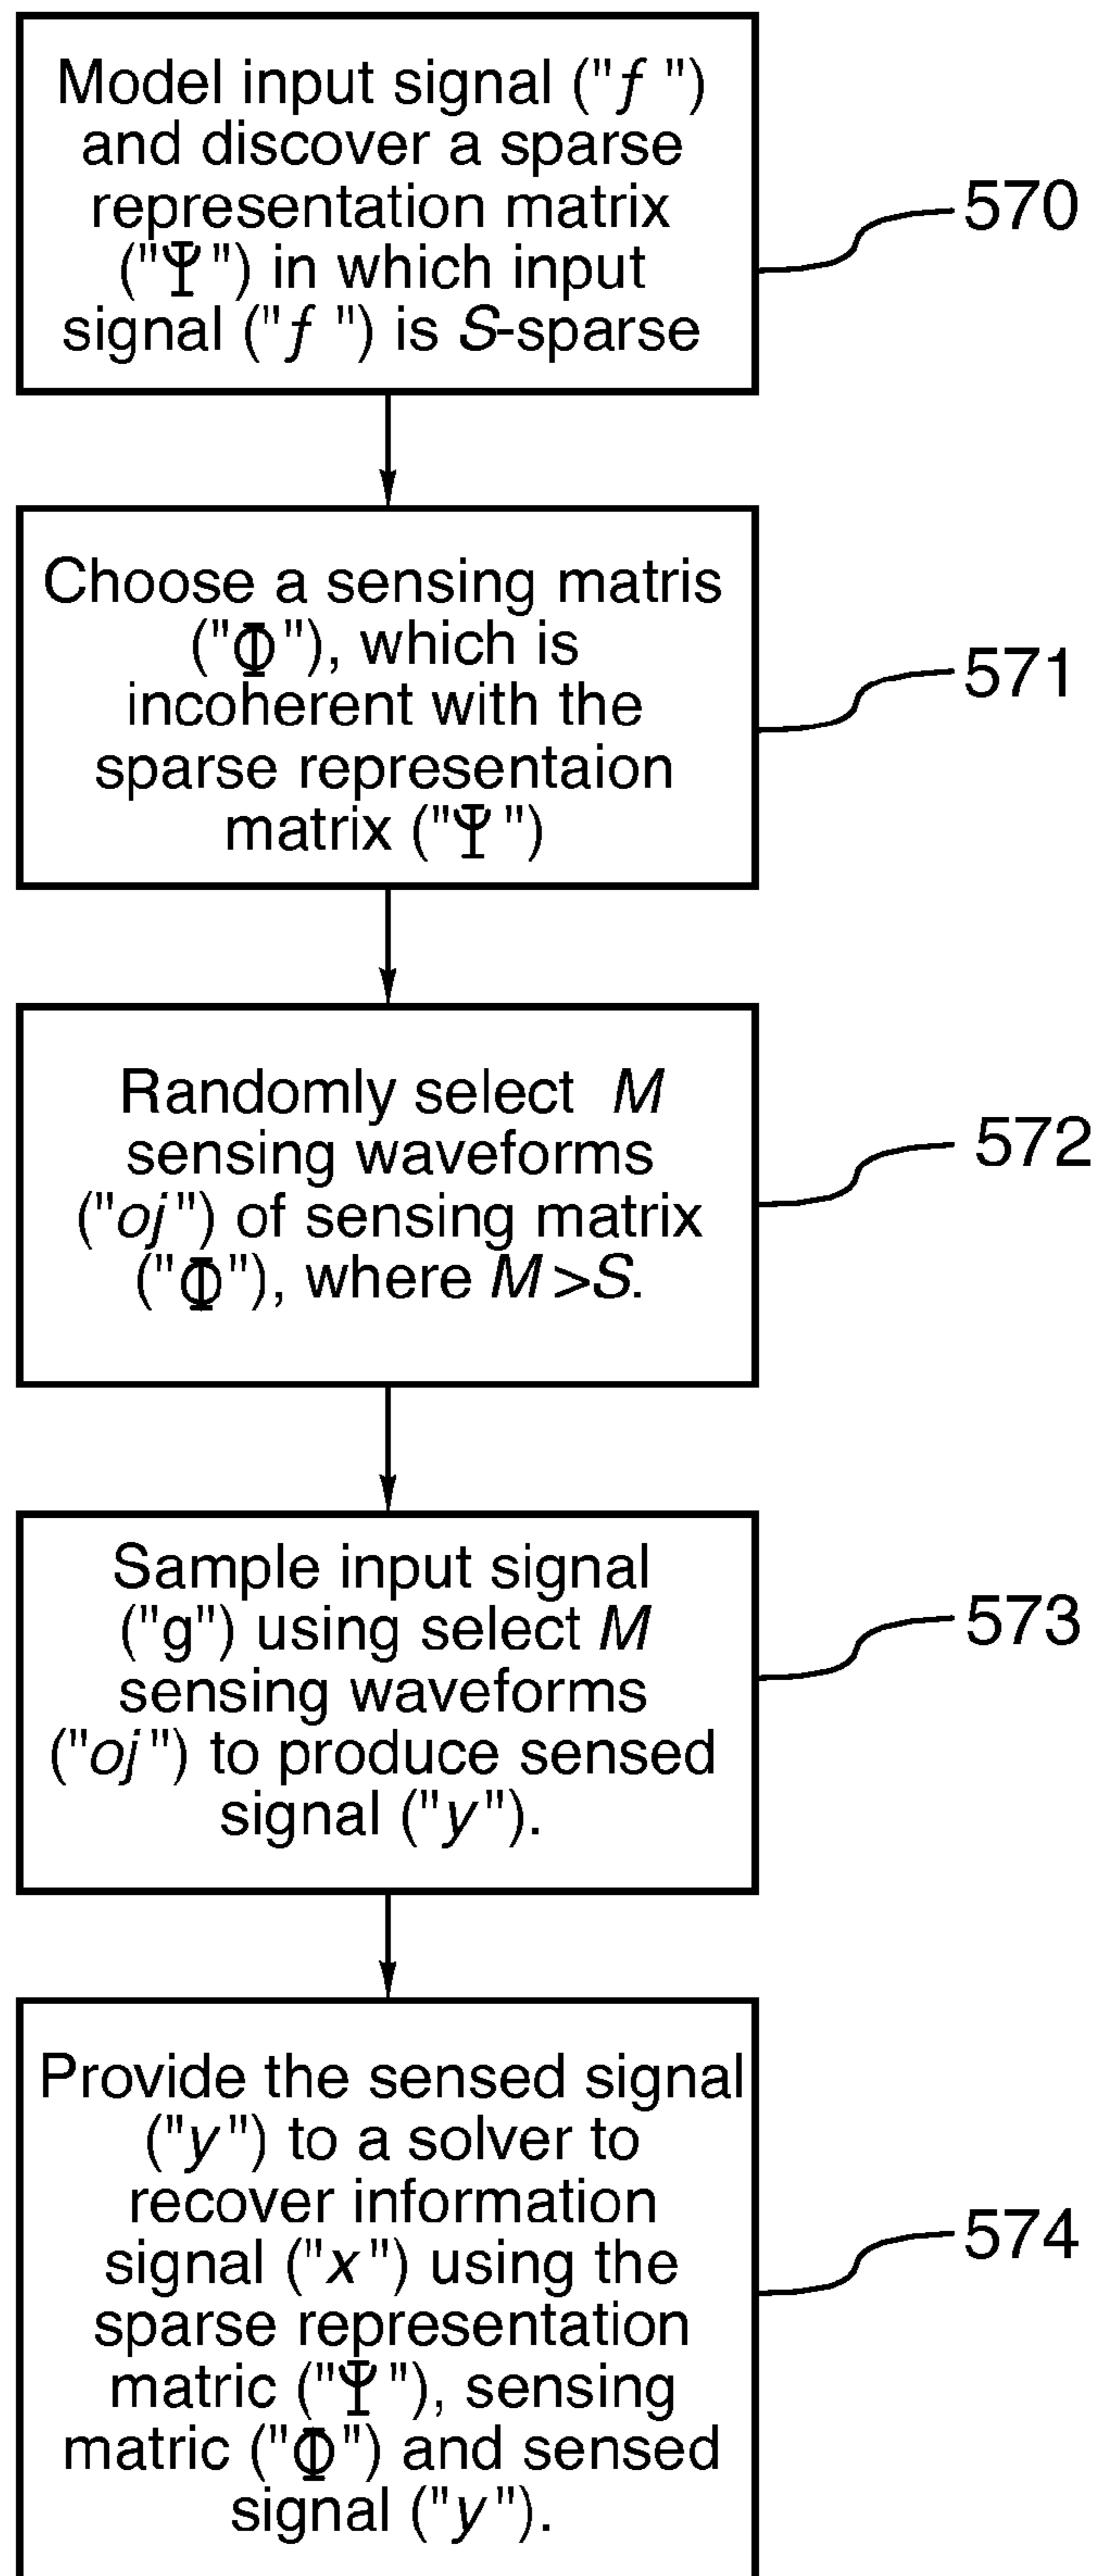 Model input signal ("f ")
and discover a sparse
representation matrix
("Ψ") in which input
signal ("f ") is S-sparse
570
Choose a sensing matris
("Φ"), which is
incoherent with the
sparse representaion
matrix ("Ψ ")
571
Randomly select M
sensing waveforms
("oj") of sensing matrix
("Φ"), where M >S.
572
Sample input signal
("g") using select M
sensing waveforms
("oj") to produce sensed
signal ("y").
573
Provide the sensed signal
("y") to a solver to
recover information
signal ("x") using the
sparse representation
matric ("Ψ"), sensing
matric ("Φ") and sensed
signal ("y").
574